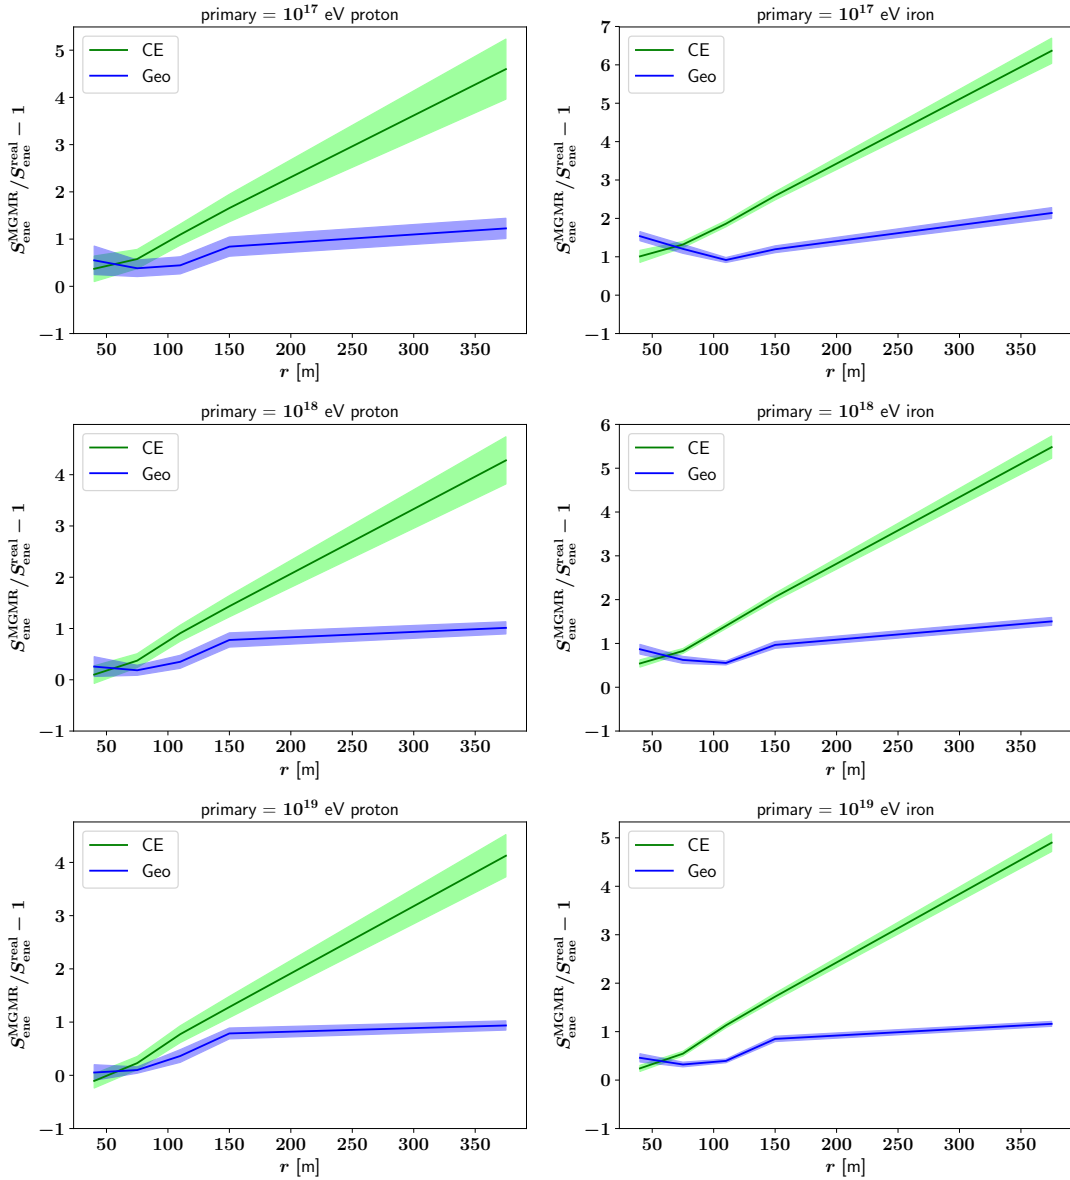 primary = 10^17 eV proton
S_ene^MGMR/S_ene^real − 1
5
4
3
2
1
0
−1
CE
Geo
50 100 150 200 250 300 350
r [m]
primary = 10^17 eV iron
S_ene^MGMR/S_ene^real − 1
7
6
5
4
3
2
1
0
−1
CE
Geo
50 100 150 200 250 300 350
r [m]
primary = 10^18 eV proton
S_ene^MGMR/S_ene^real − 1
4
3
2
1
0
−1
CE
Geo
50 100 150 200 250 300 350
r [m]
primary = 10^18 eV iron
S_ene^MGMR/S_ene^real − 1
6
5
4
3
2
1
0
−1
CE
Geo
50 100 150 200 250 300 350
r [m]
primary = 10^19 eV proton
S_ene^MGMR/S_ene^real − 1
4
3
2
1
0
−1
CE
Geo
50 100 150 200 250 300 350
r [m]
primary = 10^19 eV iron
S_ene^MGMR/S_ene^real − 1
5
4
3
2
1
0
−1
CE
Geo
50 100 150 200 250 300 350
r [m]